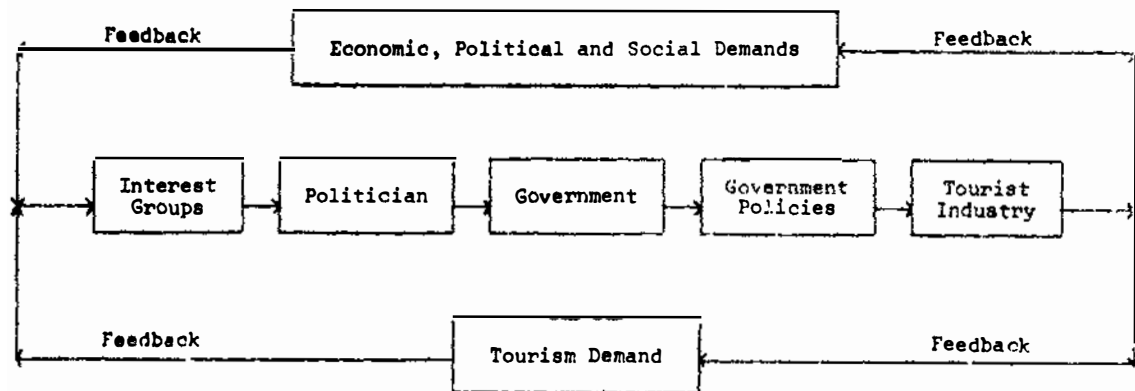 Feedback
Economic, Political and Social Demands
Feedback
Interest
Groups
Politician
Government
Government
Policies
Tourist
Industry
Feedback
Tourism Demand
Feedback